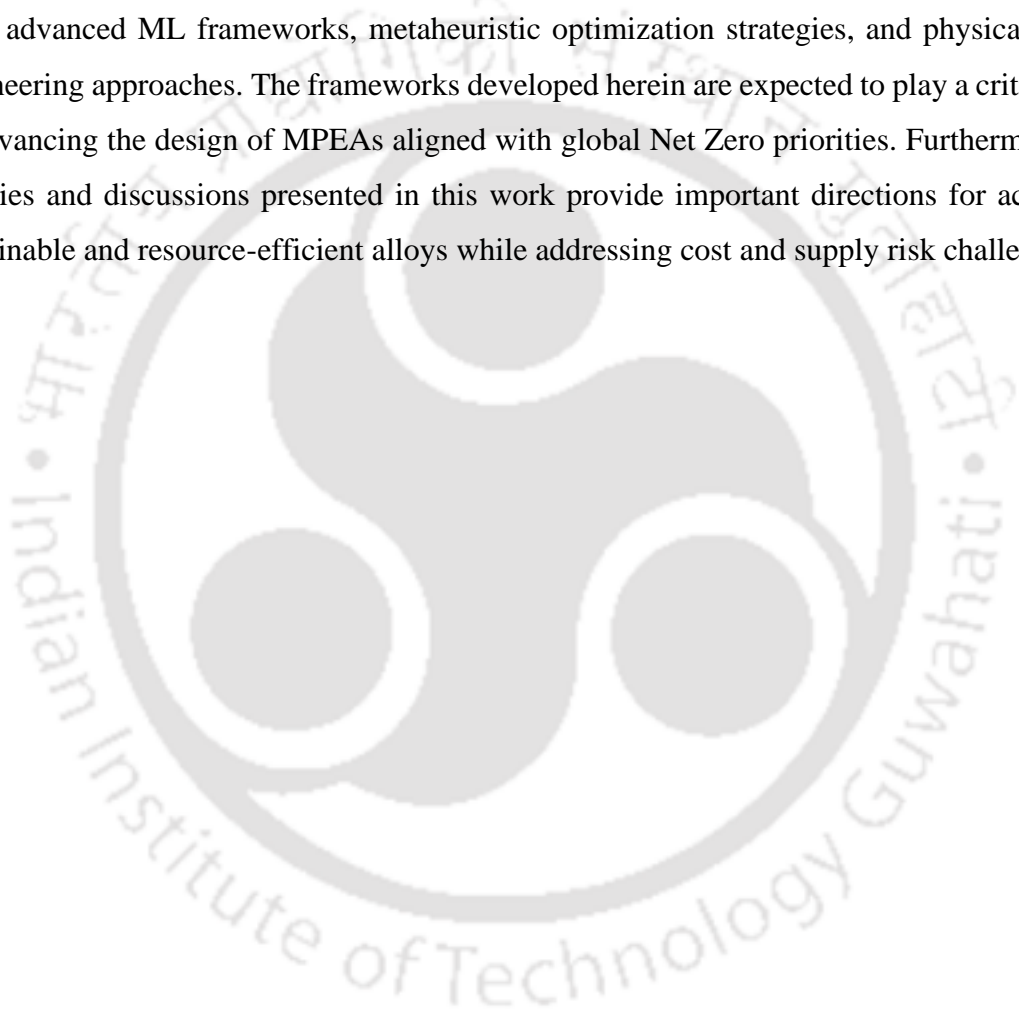 advanced ML frameworks, metaheuristic optimization strategies, and physica
neering approaches. The frameworks developed herein are expected to play a crit
vancing the design of MPEAs aligned with global Net Zero priorities. Furtherm
ies and discussions presented in this work provide important directions for ac
inable and resource-efficient alloys while addressing cost and supply risk challe
भारतीय प्रौद्योगिकी संस्थान गुवाहाटी
• Indian Institute of Technology Guwahati •